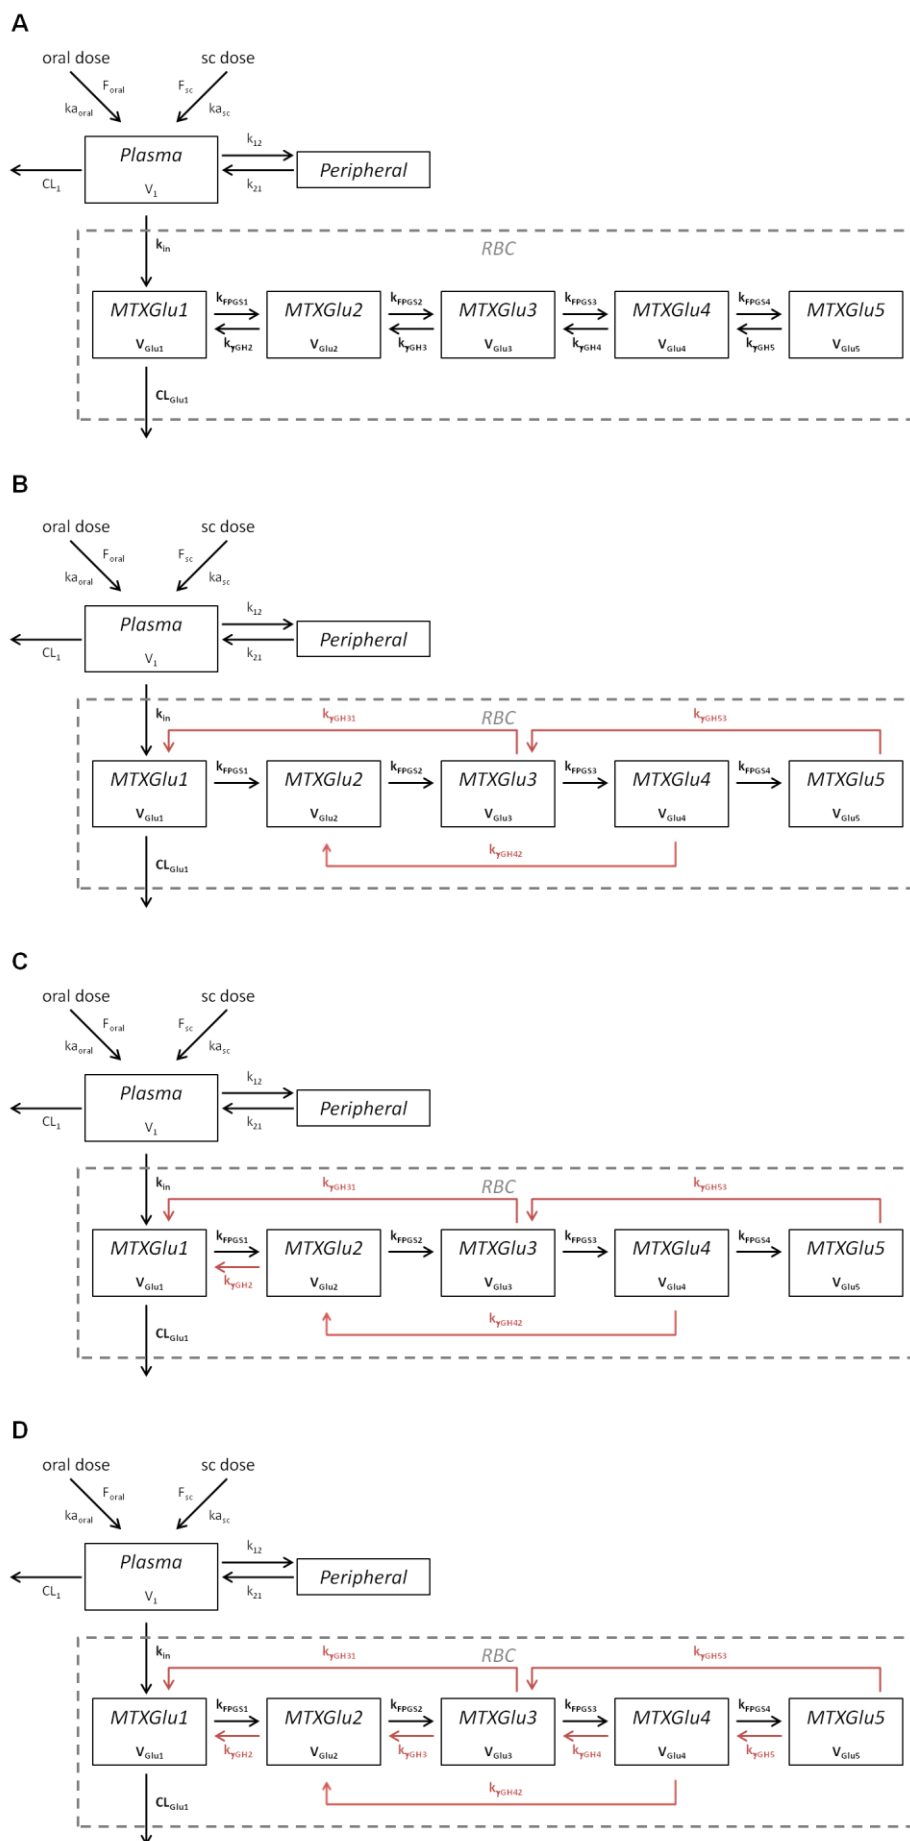 A
oral dose sc dose
F_oral F_sc
ka_oral ka_sc
Plasma
V_1
CL_1
k_12
k_21
Peripheral
k_in
RBC
MTXGlu1 k_FPGS1 MTXGlu2 k_FPGS2 MTXGlu3 k_FPGS3 MTXGlu4 k_FPGS4 MTXGlu5
V_Glu1 k_γGH2 V_Glu2 k_γGH3 V_Glu3 k_γGH4 V_Glu4 k_γGH5 V_Glu5
CL_Glu1
B
oral dose sc dose
F_oral F_sc
ka_oral ka_sc
Plasma
V_1
CL_1
k_12
k_21
Peripheral
k_in k_γGH31 RBC k_γGH53
MTXGlu1 k_FPGS1 MTXGlu2 k_FPGS2 MTXGlu3 k_FPGS3 MTXGlu4 k_FPGS4 MTXGlu5
V_Glu1 V_Glu2 V_Glu3 V_Glu4 V_Glu5
k_γGH42
CL_Glu1
C
oral dose sc dose
F_oral F_sc
ka_oral ka_sc
Plasma
V_1
CL_1
k_12
k_21
Peripheral
k_in k_γGH31 RBC k_γGH53
MTXGlu1 k_FPGS1 MTXGlu2 k_FPGS2 MTXGlu3 k_FPGS3 MTXGlu4 k_FPGS4 MTXGlu5
V_Glu1 k_γGH2 V_Glu2 V_Glu3 V_Glu4 V_Glu5
k_γGH42
CL_Glu1
D
oral dose sc dose
F_oral F_sc
ka_oral ka_sc
Plasma
V_1
CL_1
k_12
k_21
Peripheral
k_in k_γGH31 RBC k_γGH53
MTXGlu1 k_FPGS1 MTXGlu2 k_FPGS2 MTXGlu3 k_FPGS3 MTXGlu4 k_FPGS4 MTXGlu5
V_Glu1 k_γGH2 V_Glu2 k_γGH3 V_Glu3 k_γGH4 V_Glu4 k_γGH5 V_Glu5
k_γGH42
CL_Glu1